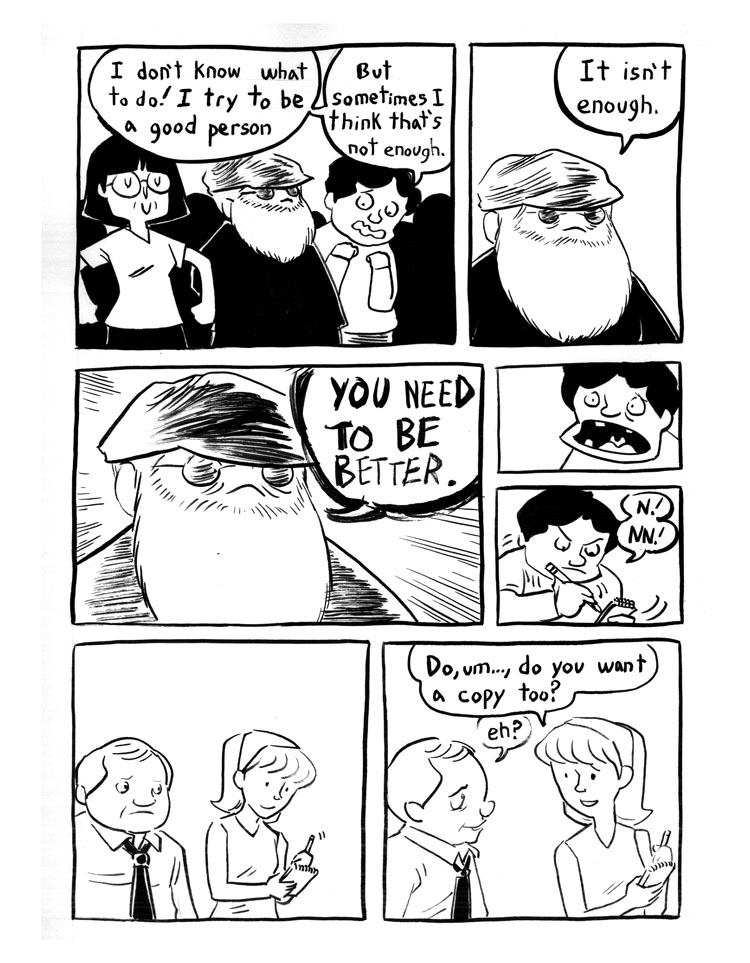 I don't know what
to do! I try to be
a good person
But
sometimes I
think that's
not enough.
It isn't
enough.
YOU NEED
TO BE
BETTER.
N!
NN!
Do, um..., do you want
a copy too?
eh?